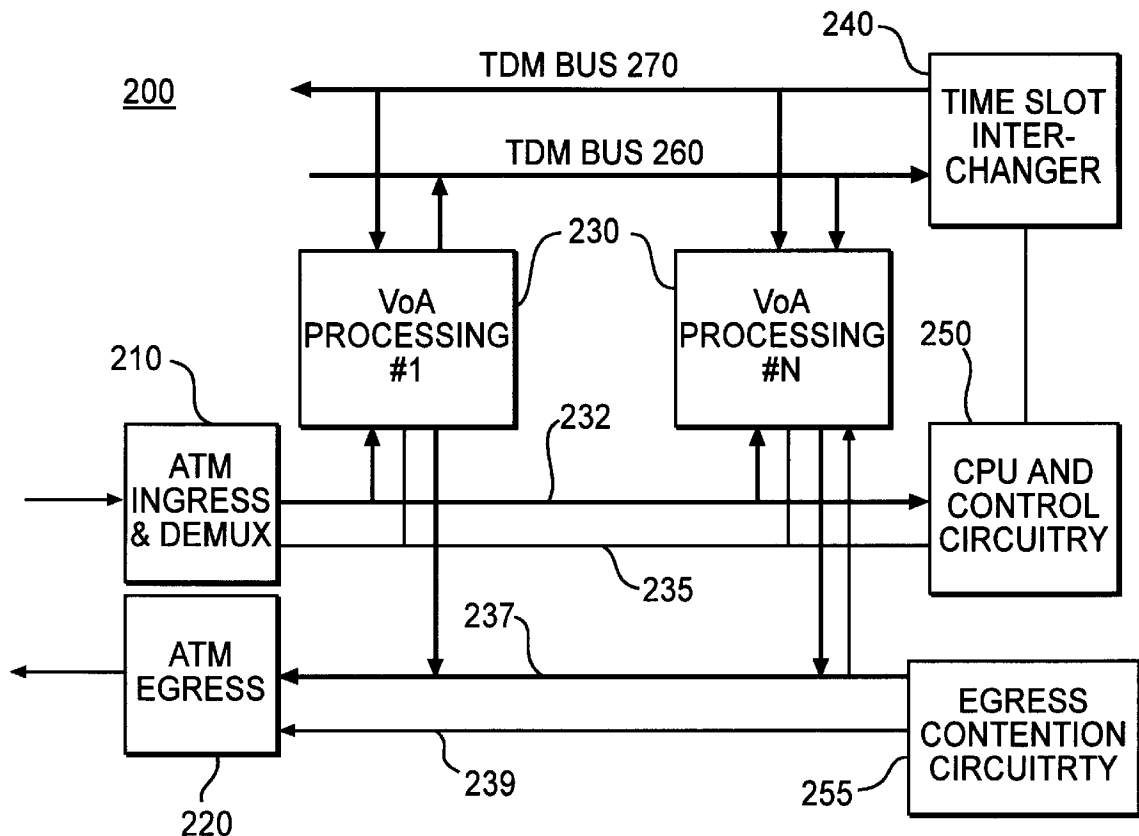 240
TDM BUS 270
200
TIME SLOT
INTER-
CHANGER
TDM BUS 260
230
VoA
PROCESSING
#1
VoA
PROCESSING
#N
210
250
232
ATM
INGRESS
& DEMUX
CPU AND
CONTROL
CIRCUITRY
235
237
ATM
EGRESS
EGRESS
CONTENTION
CIRCUITRTY
239
255
220